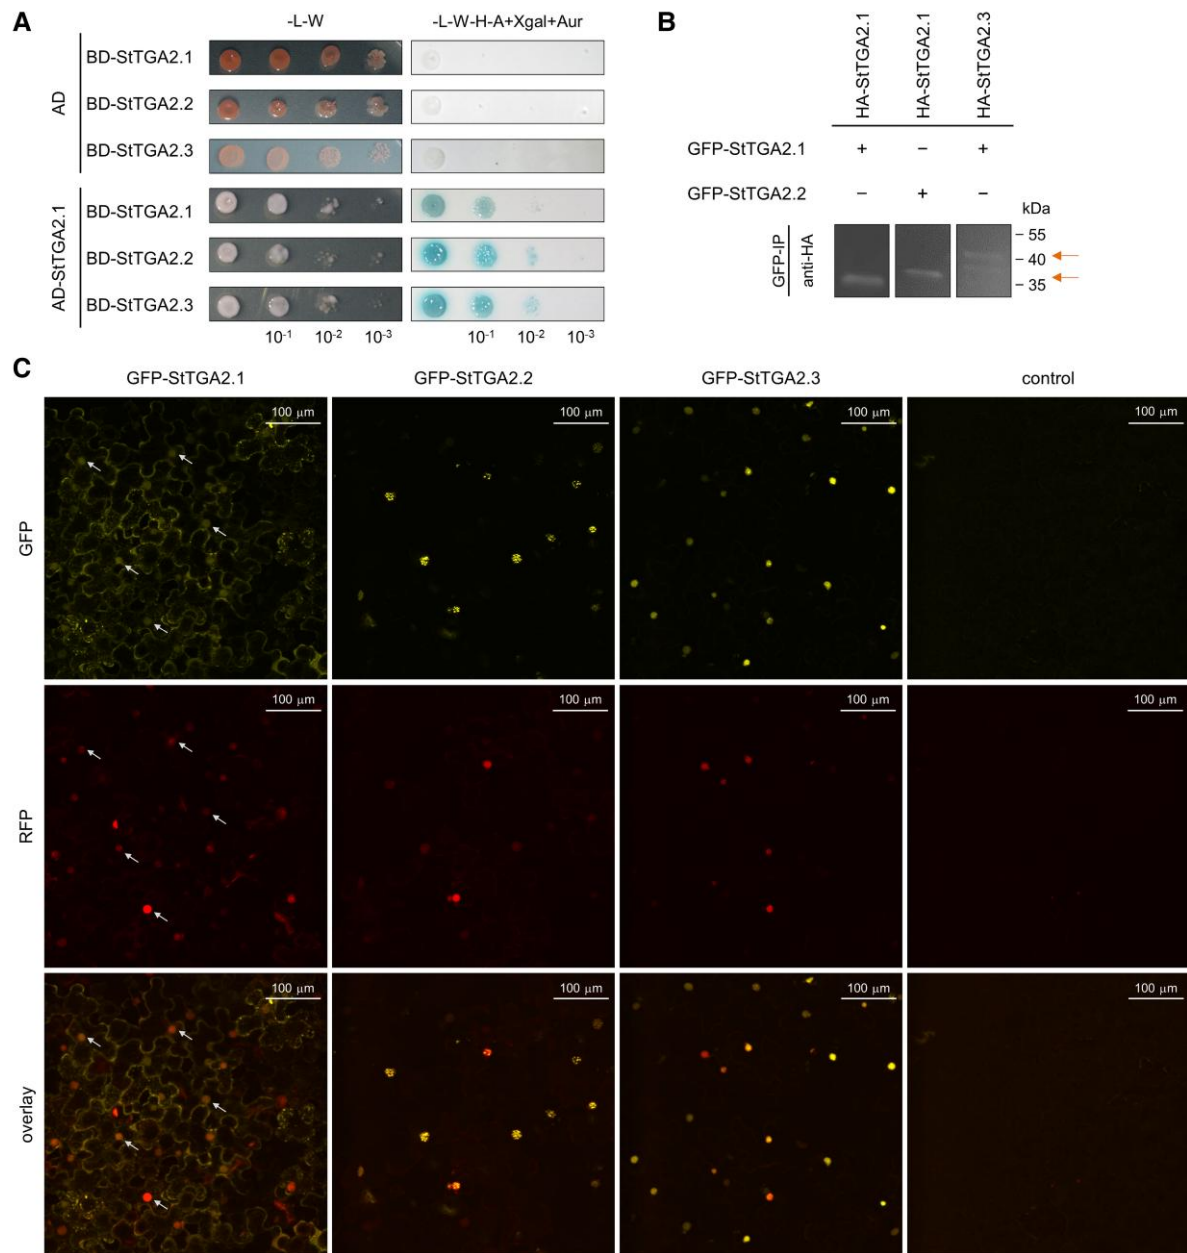 A
-L-W
-L-W-H-A+Xgal+Aur
AD
BD-StTGA2.1
BD-StTGA2.2
BD-StTGA2.3
AD-StTGA2.1
BD-StTGA2.1
BD-StTGA2.2
BD-StTGA2.3
10⁻¹ 10⁻² 10⁻³ 10⁻¹ 10⁻² 10⁻³
B
HA-StTGA2.1
HA-StTGA2.1
HA-StTGA2.3
GFP-StTGA2.1 + − +
GFP-StTGA2.2 − + −
kDa
GFP-IP
anti-HA
55
40
35
C
GFP-StTGA2.1 GFP-StTGA2.2 GFP-StTGA2.3 control
GFP
100 μm 100 μm 100 μm 100 μm
RFP
100 μm 100 μm 100 μm 100 μm
overlay
100 μm 100 μm 100 μm 100 μm